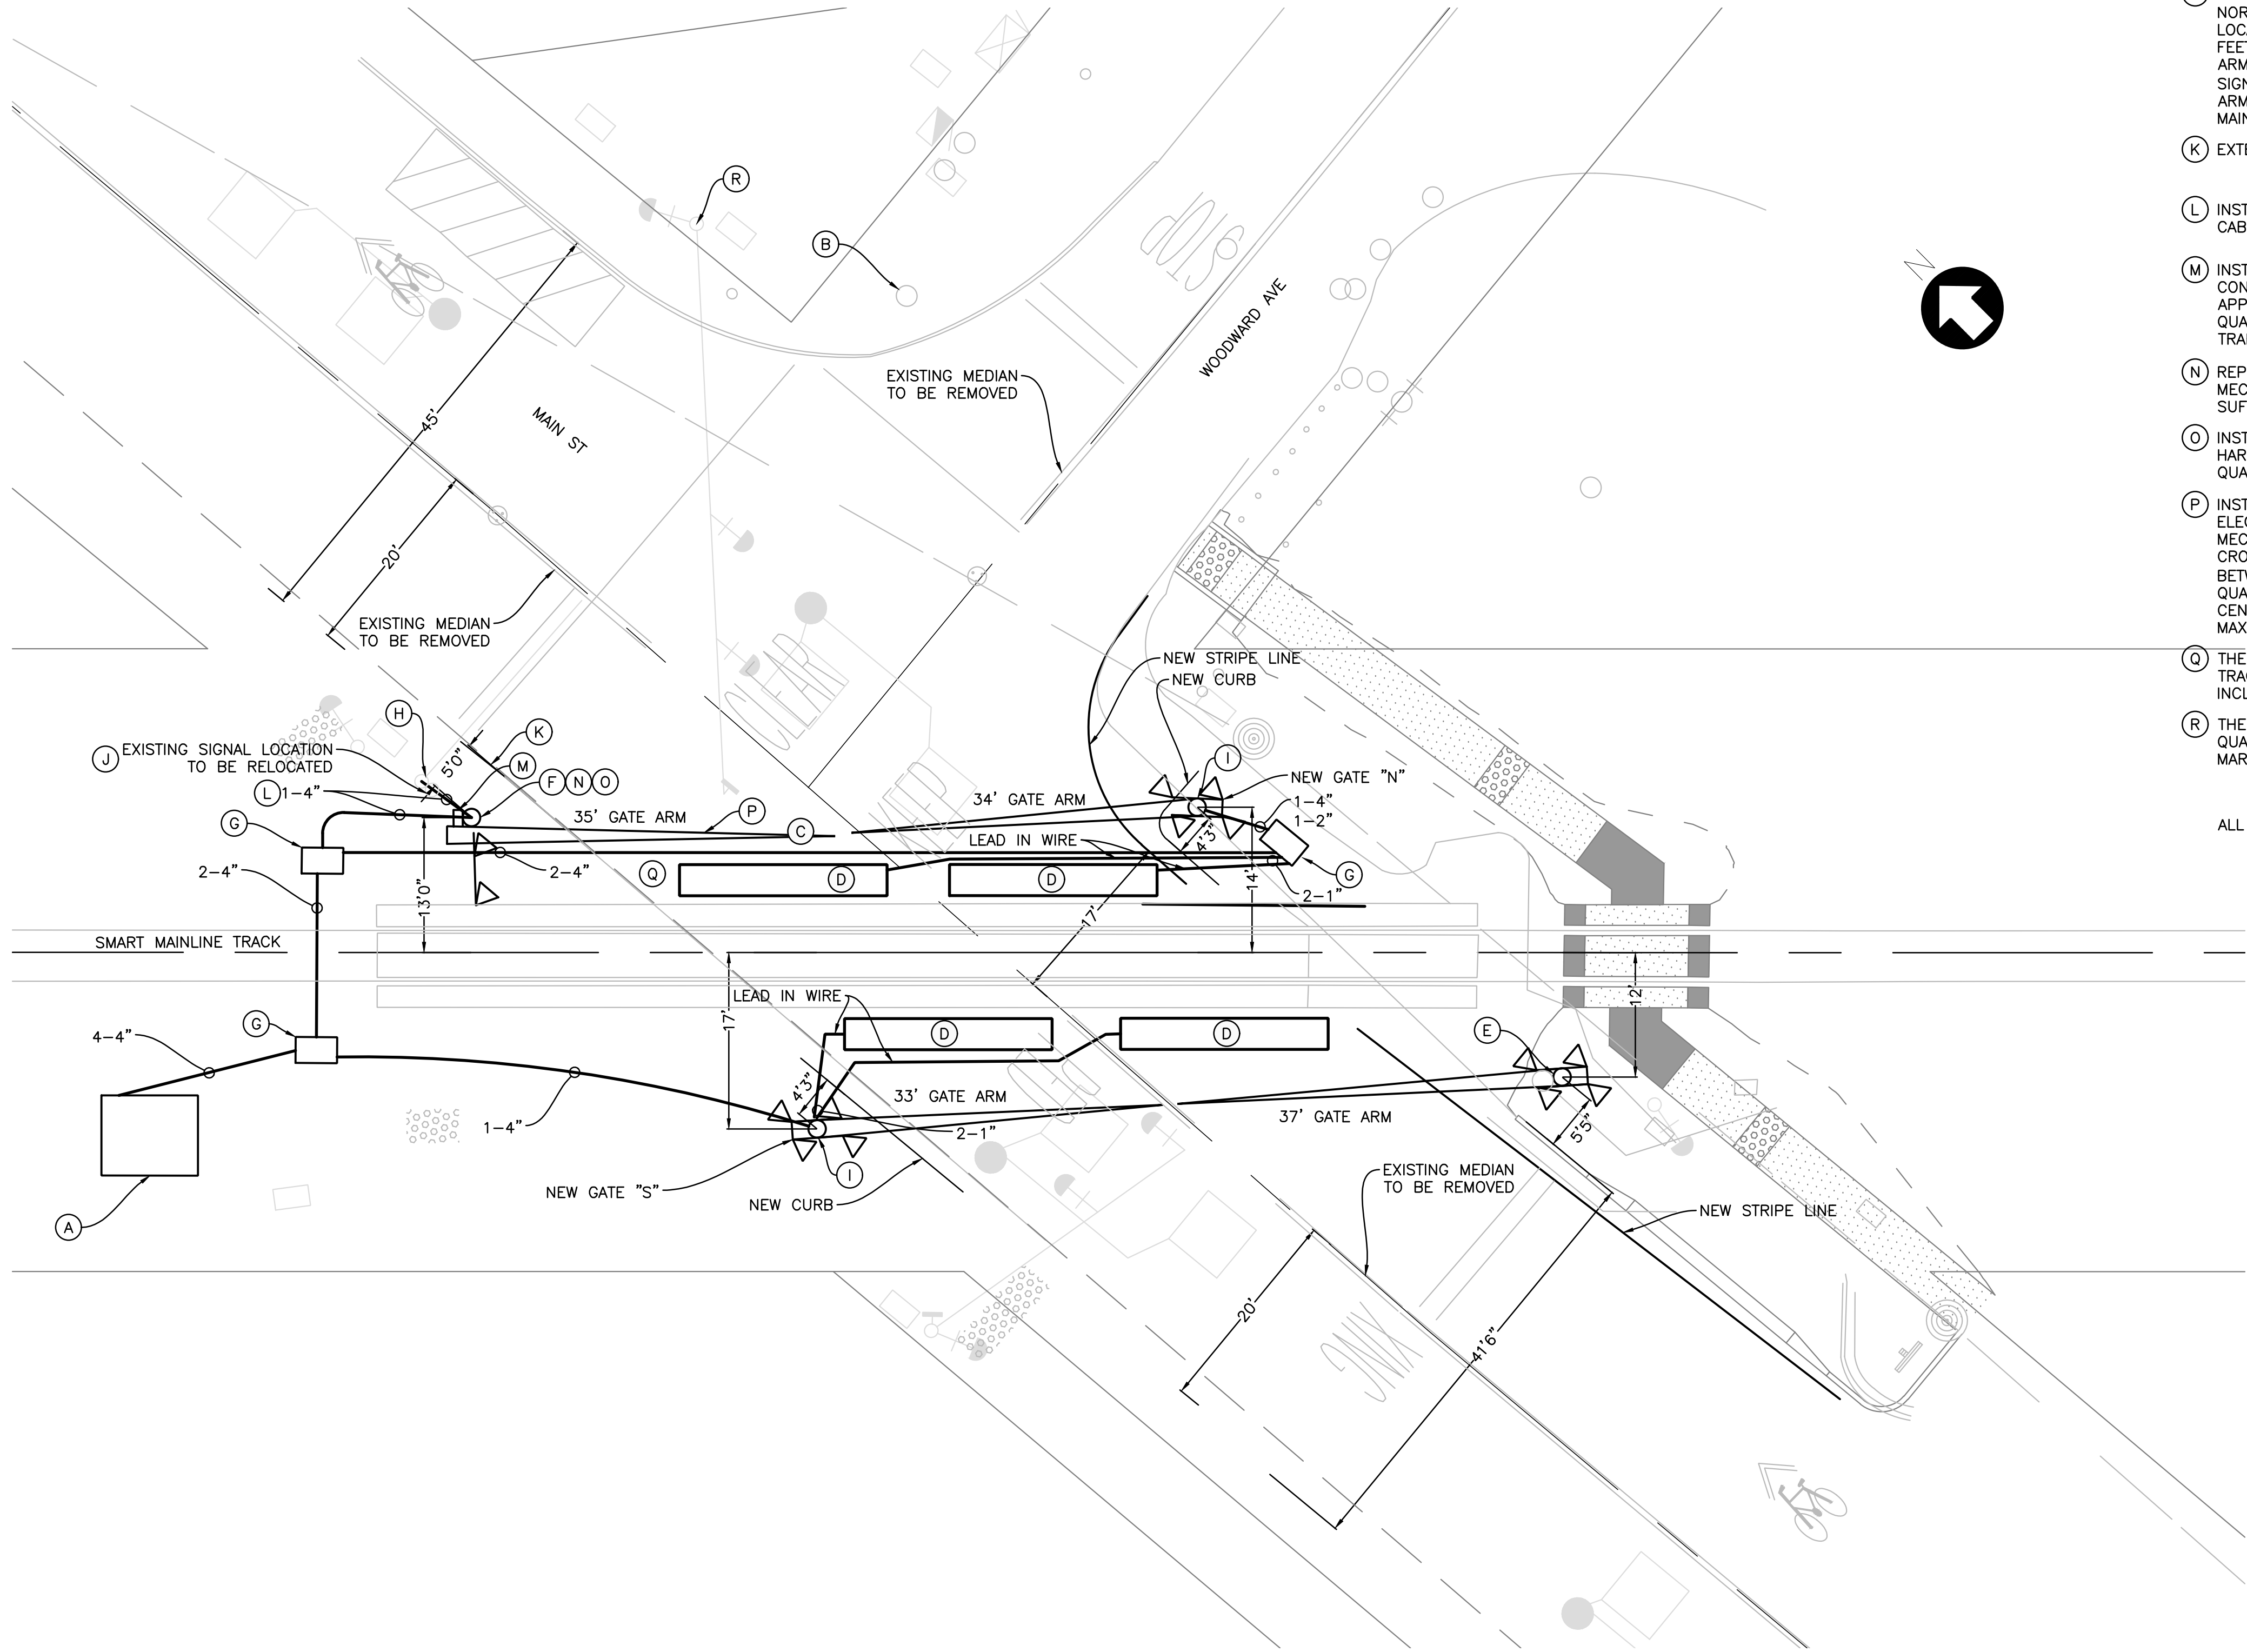 NOR
LOC
FEET
ARM
SIGN
ARM
MAIN
K EXTE
L INST
CAB
M INST
CON
APP
QUA
TRA
N REP
MEC
SUF
O INST
HAR
QUA
P INST
ELEC
MEC
CRO
BETW
QUA
CEN
MAX
Q THE
TRAC
INCL
R THE
QUA
MAR
ALL
R
B
N
STOP
WOODWARD AVE
EXISTING MEDIAN
TO BE REMOVED
MAIN ST
45'
20'
EXISTING MEDIAN
TO BE REMOVED
NEW STRIPE LINE
NEW CURB
CLEAR
KEEP
H
K
J EXISTING SIGNAL LOCATION
TO BE RELOCATED
5'0"
M
F N O
L 1-4"
35' GATE ARM
P
C
34' GATE ARM
I
NEW GATE "N"
1-4"
1-2"
G
LEAD IN WIRE
4'3"
2-4"
2-4"
Q
D
D
G
2-1"
13'0"
14'
17'
SMART MAINLINE TRACK
LEAD IN WIRE
17'
12'
G
D
D
E
4-4"
4'3"
33' GATE ARM
1-4"
2-1"
37' GATE ARM
5'5"
I
NEW GATE "S"
NEW CURB
A
EXISTING MEDIAN
TO BE REMOVED
NEW STRIPE LINE
20'
41'6"